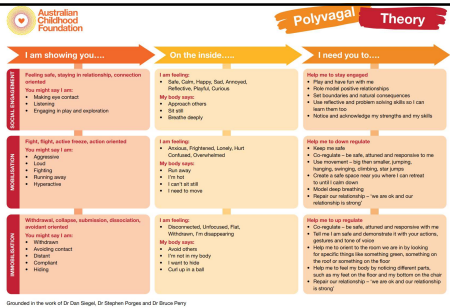 Australian
Childhood
Foundation
Polyvagal
Theory
I am showing you....
On the inside.....
I need you to....
SOCIAL ENGAGEMENT
Feeling safe, staying in relationship, connection
oriented
You might say I am:
• Making eye contact
• Listening
• Engaging in play and exploration
I am feeling:
• Safe, Calm, Happy, Sad, Annoyed,
Reflective, Playful, Curious
My body says:
• Approach others
• Sit still
• Breathe deeply
Help me to stay engaged
• Play and have fun with me
• Role model positive relationships
• Set boundaries and natural consequences
• Use reflective and problem solving skills so I can
learn them too
• Notice and acknowledge my strengths and my skills
MOBILISATION
Fight, flight, active freeze, action oriented
You might say I am:
• Aggressive
• Loud
• Fighting
• Running away
• Hyperactive
I am feeling:
• Anxious, Frightened, Lonely, Hurt
Confused, Overwhelmed
My body says:
• Run away
• I'm hot
• I can't sit still
• I need to move
Help me to down regulate
• Keep me safe
• Co-regulate – be safe, attuned and responsive to me
• Use movement – big then smaller, jumping,
hanging, swinging, climbing, star jumps
• Create a safe space near you where I can retreat
to until I calm down
• Model deep breathing
• Repair our relationship – 'we are ok and our
relationship is strong'
IMMOBILISATION
Withdrawal, collapse, submission, dissociation,
avoidant oriented
You might say I am:
• Withdrawn
• Avoiding contact
• Distant
• Compliant
• Hiding
I am feeling:
• Disconnected, Unfocused, Flat,
Withdrawn, I'm disappearing
My body says:
• Avoid others
• I'm not in my body
• I want to hide
• Curl up in a ball
Help me to up regulate
• Co-regulate – be safe, attuned and responsive with me
• Tell me I am safe and demonstrate it with your actions,
gestures and tone of voice
• Help me to orient to the room we are in by looking
for specific things like something green, something on
the roof or something on the floor
• Help me to feel my body by noticing different parts,
such as my feet on the floor and my bottom on the chair
• Repair our relationship – 'we are ok and our relationship
is strong'
Grounded in the work of Dr Dan Siegel, Dr Stephen Porges and Dr Bruce Perry